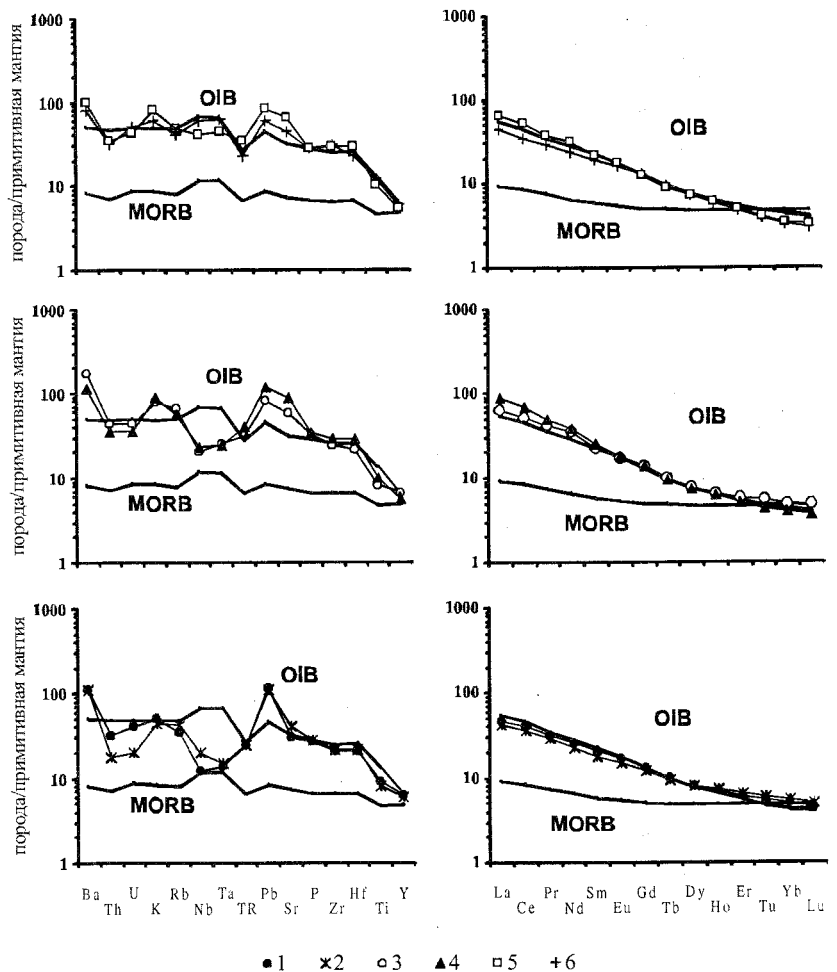 порода/примитивная мантия
1000
100
10
1
OIB
MORB
1000
100
10
1
OIB
MORB
порода/примитивная мантия
1000
100
10
1
OIB
MORB
1000
100
10
1
OIB
MORB
порода/примитивная мантия
1000
100
10
1
OIB
MORB
Ba U Rb Ta Pb P Hf Y
Th K Nb TR Sr Zr Ti
1000
100
10
1
OIB
MORB
La Pr Sm Gd Dy Er Yb
Ce Nd Eu Tb Ho Tu Lu
1 2 3 4 5 6